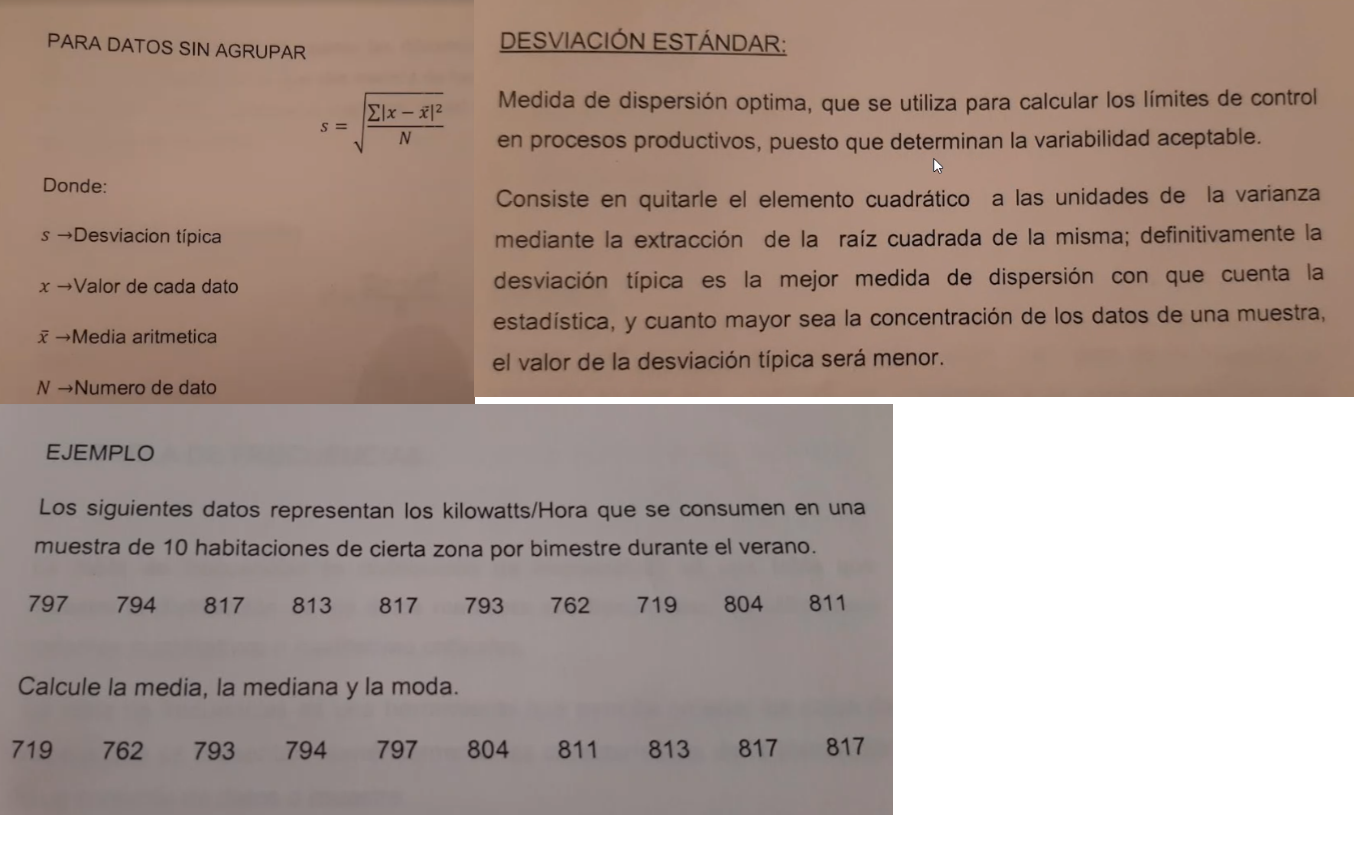 PARA DATOS SIN AGRUPAR
s = √(∑|x − x̄|² / N)
Donde:
s →Desviacion típica
x →Valor de cada dato
x̄ →Media aritmetica
N →Numero de dato
DESVIACIÓN ESTÁNDAR:
Medida de dispersión optima, que se utiliza para calcular los límites de control
en procesos productivos, puesto que determinan la variabilidad aceptable.
Consiste en quitarle el elemento cuadrático a las unidades de la varianza
mediante la extracción de la raíz cuadrada de la misma; definitivamente la
desviación típica es la mejor medida de dispersión con que cuenta la
estadística, y cuanto mayor sea la concentración de los datos de una muestra,
el valor de la desviación típica será menor.
EJEMPLO
Los siguientes datos representan los kilowatts/Hora que se consumen en una
muestra de 10 habitaciones de cierta zona por bimestre durante el verano.
797 794 817 813 817 793 762 719 804 811
Calcule la media, la mediana y la moda.
719 762 793 794 797 804 811 813 817 817